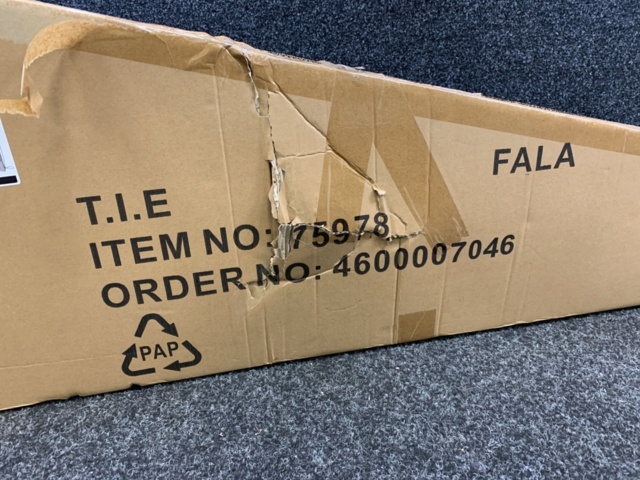 FALA
T.I.E
ITEM NO: 75978
ORDER NO: 4600007046
PAP